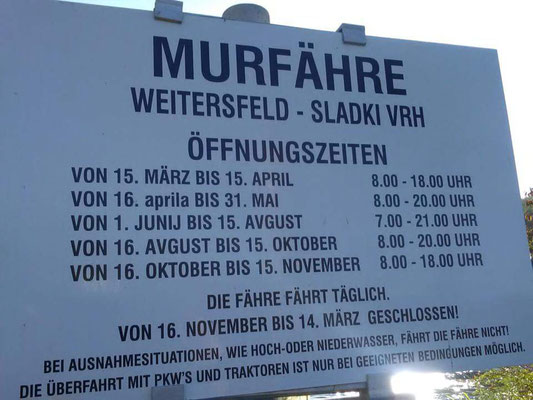 MURFÄHRE
WEITERSFELD - SLADKI VRH
ÖFFNUNGSZEITEN
VON 15. MÄRZ BIS 15. APRIL 8.00 - 18.00 UHR
VON 16. aprila BIS 31. MAI 8.00 - 20.00 UHR
VON 1. JUNIJ BIS 15. AVGUST 7.00 - 21.00 UHR
VON 16. AVGUST BIS 15. OKTOBER 8.00 - 20.00 UHR
VON 16. OKTOBER BIS 15. NOVEMBER 8.00 - 18.00 UHR
DIE FÄHRE FÄHRT TÄGLICH.
VON 16. NOVEMBER BIS 14. MÄRZ GESCHLOSSEN!
BEI AUSNAHMESITUATIONEN, WIE HOCH-ODER NIEDERWASSER, FÄHRT DIE FÄHRE NICHT!
DIE ÜBERFAHRT MIT PKW'S UND TRAKTOREN IST NUR BEI GEEIGNETEN BEDINGUNGEN MÖGLICH.